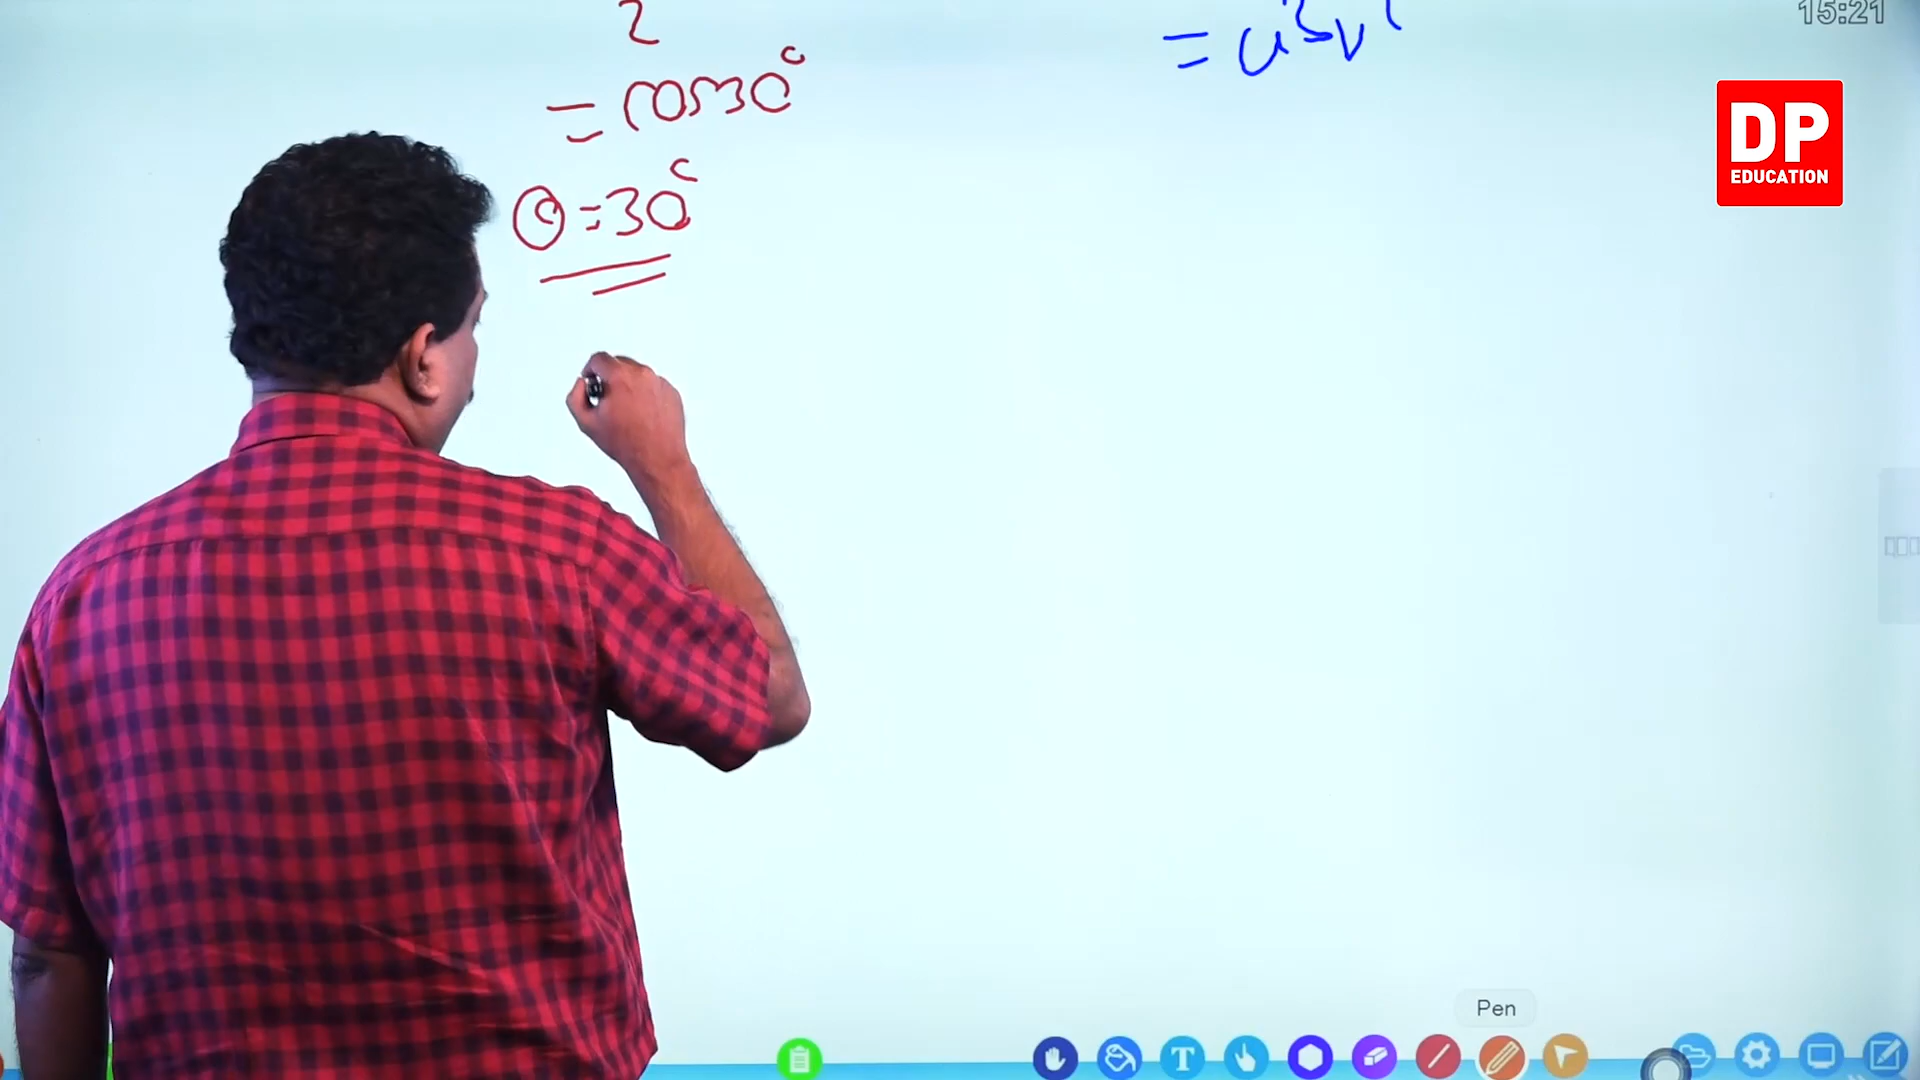 2
= cos30°
θ = 30°
15:21
DP
EDUCATION
Pen
T